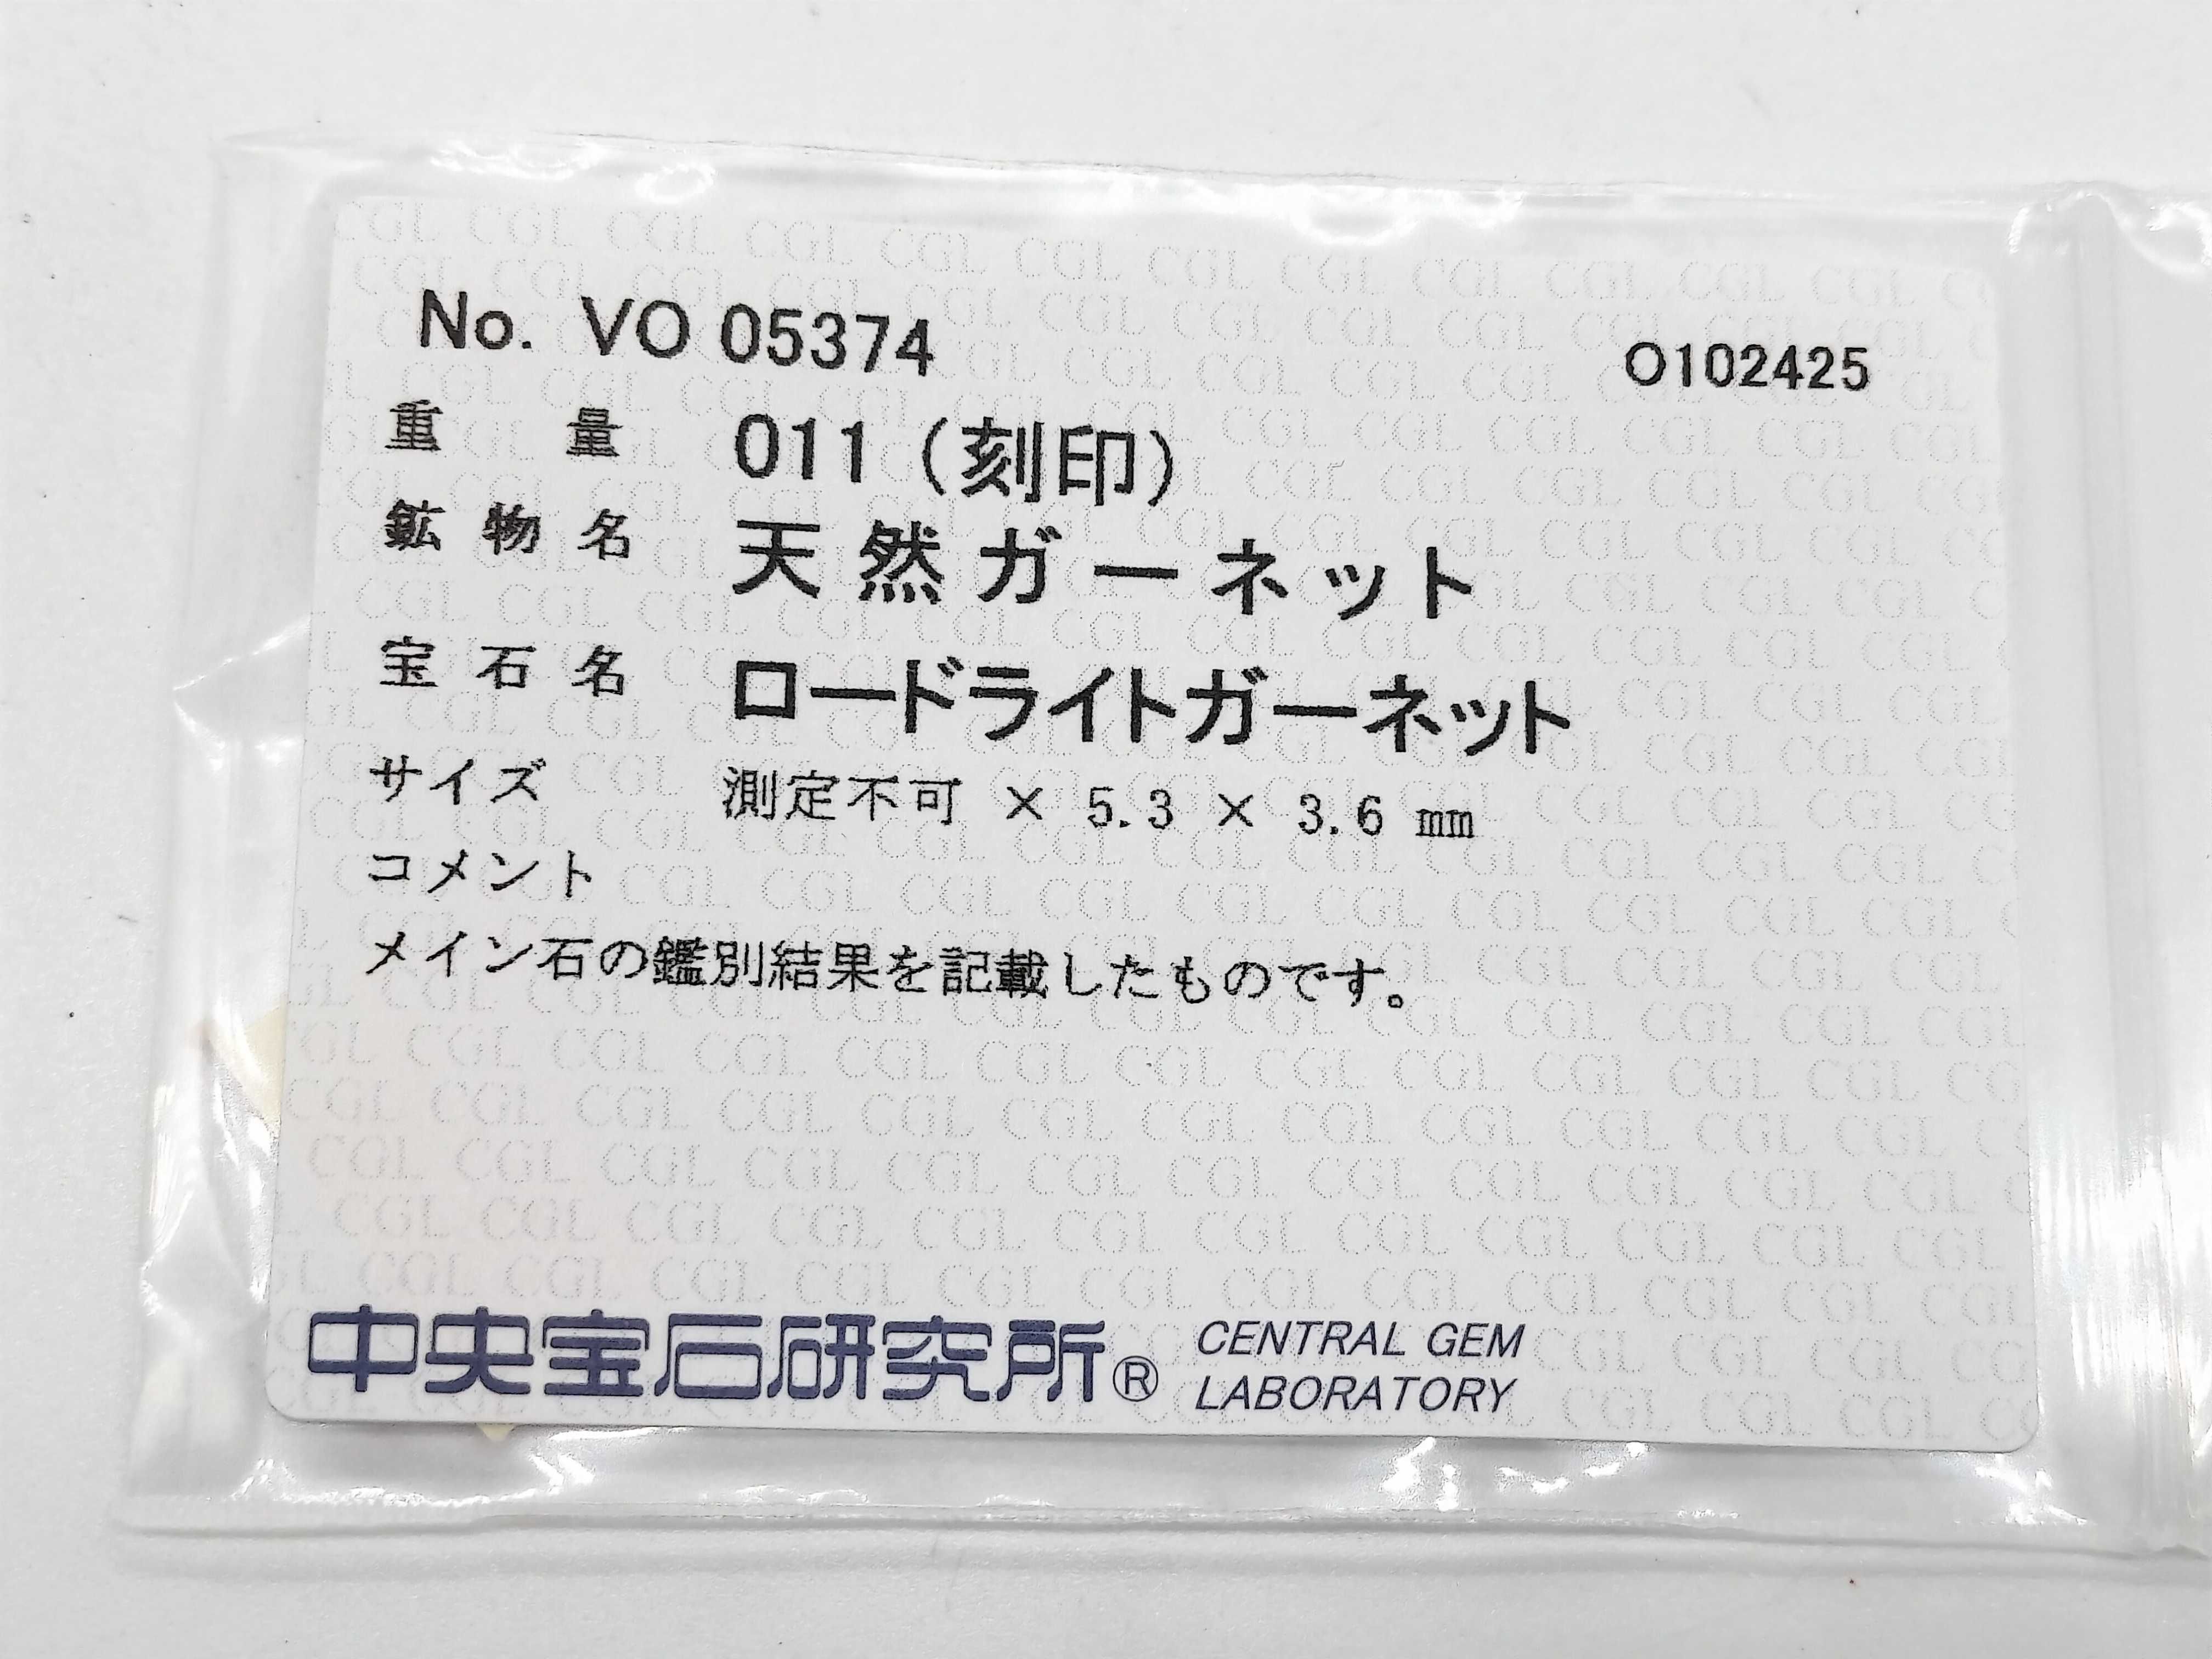 No. VO 05374
O102425
重量 011 (刻印)
鉱物名 天然ガーネット
宝石名 ロードライトガーネット
サイズ 測定不可 × 5.3 × 3.6 mm
コメント
メイン石の鑑別結果を記載したものです。
中央宝石研究所® CENTRAL GEM
LABORATORY